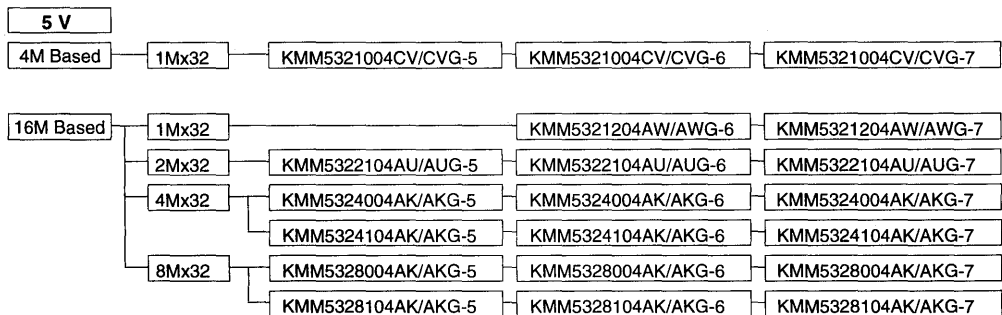 5 V
4M Based 1Mx32 KMM5321004CV/CVG-5 KMM5321004CV/CVG-6 KMM5321004CV/CVG-7
16M Based 1Mx32 KMM5321204AW/AWG-6 KMM5321204AW/AWG-7
2Mx32 KMM5322104AU/AUG-5 KMM5322104AU/AUG-6 KMM5322104AU/AUG-7
4Mx32 KMM5324004AK/AKG-5 KMM5324004AK/AKG-6 KMM5324004AK/AKG-7
KMM5324104AK/AKG-5 KMM5324104AK/AKG-6 KMM5324104AK/AKG-7
8Mx32 KMM5328004AK/AKG-5 KMM5328004AK/AKG-6 KMM5328004AK/AKG-7
KMM5328104AK/AKG-5 KMM5328104AK/AKG-6 KMM5328104AK/AKG-7